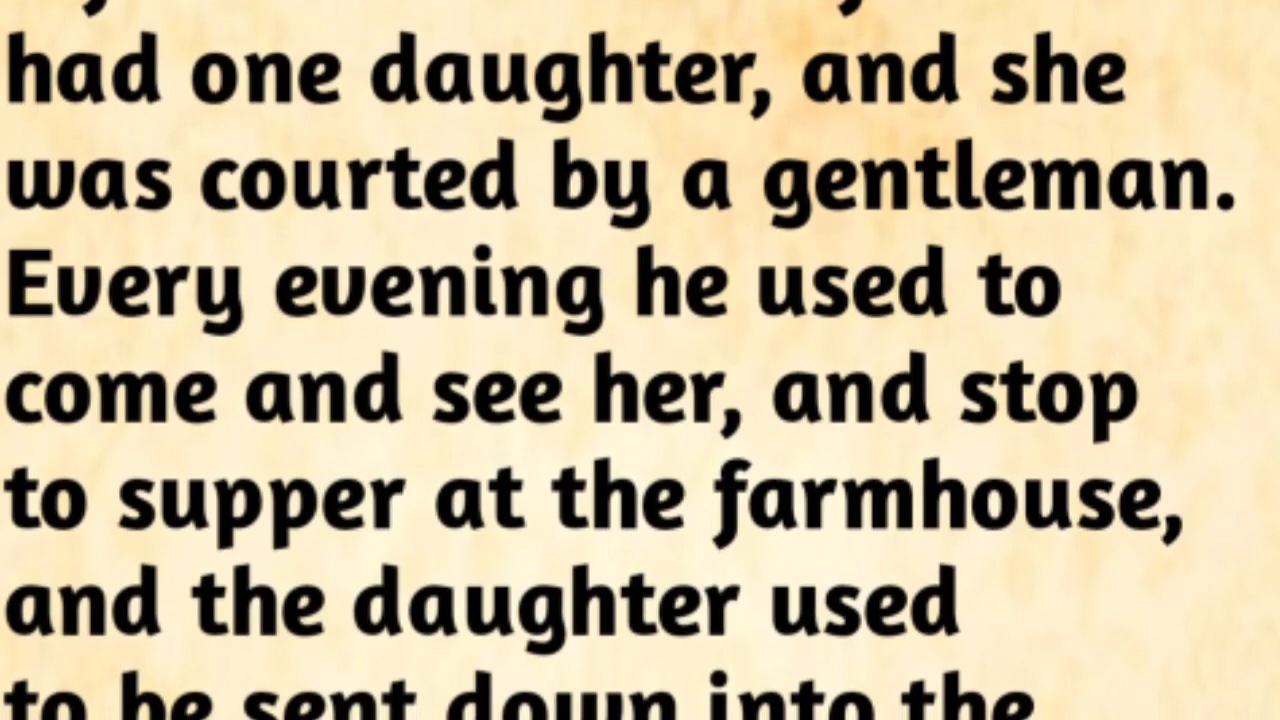 had one daughter, and she
was courted by a gentleman.
Every evening he used to
come and see her, and stop
to supper at the farmhouse,
and the daughter used
to be sent down into the